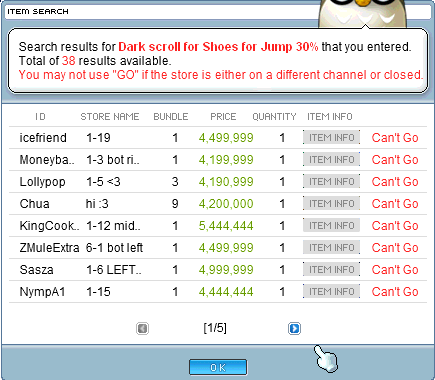 ITEM SEARCH
Search results for Dark scroll for Shoes for Jump 30% that you entered.
Total of 38 results available.
You may not use "GO" if the store is either on a different channel or closed.
ID STORE NAME BUNDLE PRICE QUANTITY ITEM INFO
icefriend 1-19 1 4,499,999 1 ITEM INFO Can't Go
Moneyba.. 1-3 bot ri.. 1 4,199,999 1 ITEM INFO Can't Go
Lollypop 1-5 <3 3 4,190,999 1 ITEM INFO Can't Go
Chua hi :3 9 4,200,000 1 ITEM INFO Can't Go
KingCook.. 1-12 mid.. 1 5,444,444 1 ITEM INFO Can't Go
ZMuleExtra 6-1 bot left 1 4,499,999 1 ITEM INFO Can't Go
Sasza 1-6 LEFT.. 1 4,999,999 1 ITEM INFO Can't Go
NympA1 1-15 1 4,444,444 1 ITEM INFO Can't Go
[1/5]
OK